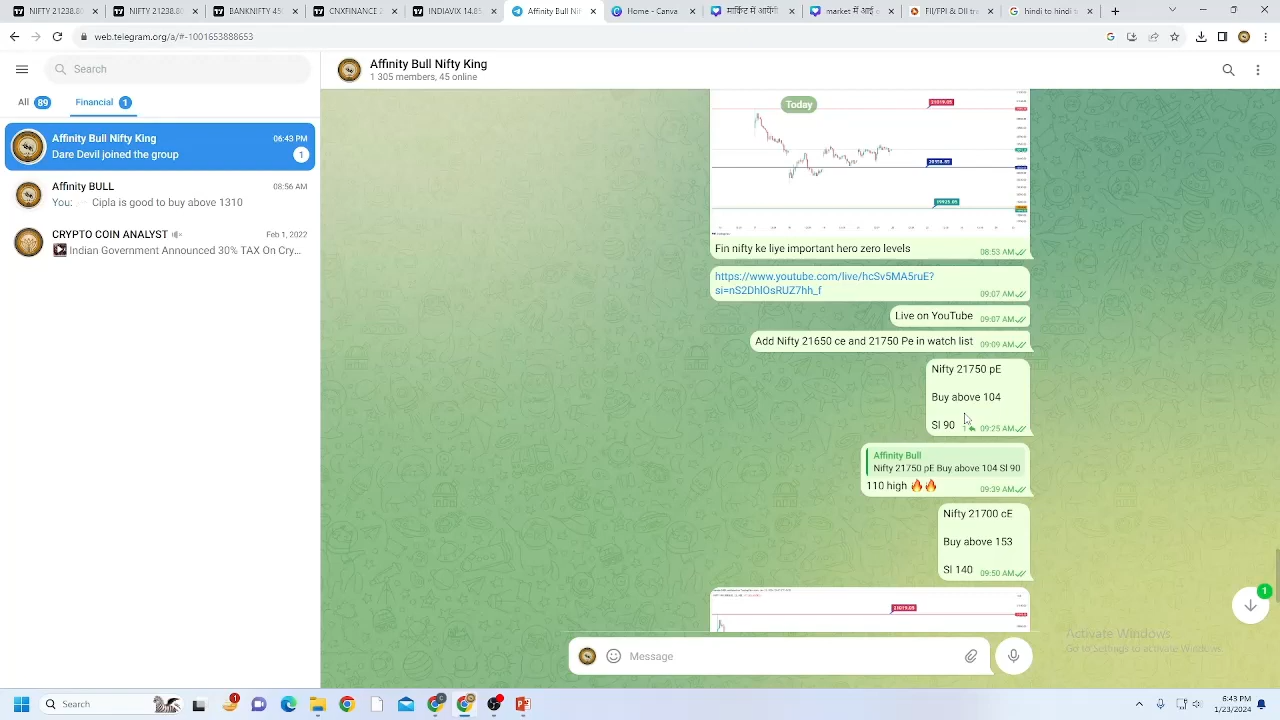 NIFTY 21238.80
NIFTY 21238.80
BANKNIFTY 45
CNXFINANCE 2
INDIAVIX 14.85
Affinity Bull Nif
Home - Canva
market
Fily
hindi to hindi t
web.telegram.org/a/#-1001653888653
Search
All 89
Financial 1
Affinity Bull Nifty King
06:43 PM
Dare Devil joined the group
1
Affinity BULL
08:56 AM
You:
Cipla is good to buy above 1310
CRYPTO COIN ANALYST
Feb 1, 2022
Indian Government Announced 30% TAX On
Affinity Bull Nifty King
1 305 members, 45 online
Today
Fin nifty ke liye important hero zero levels
08:53 AM
https://www.youtube.com/live/hcSv5MA5ruE?
si=nS2DhlOsRUZ7hh_f
09:07 AM
Live on YouTube
09:07 AM
Add Nifty 21650 ce and 21750 Pe in watch list
09:09 AM
Nifty 21750 pE
Buy above 104
Sl 90
1
09:25 AM
Affinity Bull
Nifty 21750 pE Buy above 104 Sl 90
110 high 🔥🔥
09:39 AM
Nifty 21700 cE
Buy above 153
Sl 140
09:50 AM
1
Message
Activate Windows
Go to Settings to activate Windows.
Search
6:43 PM
1/23/2024